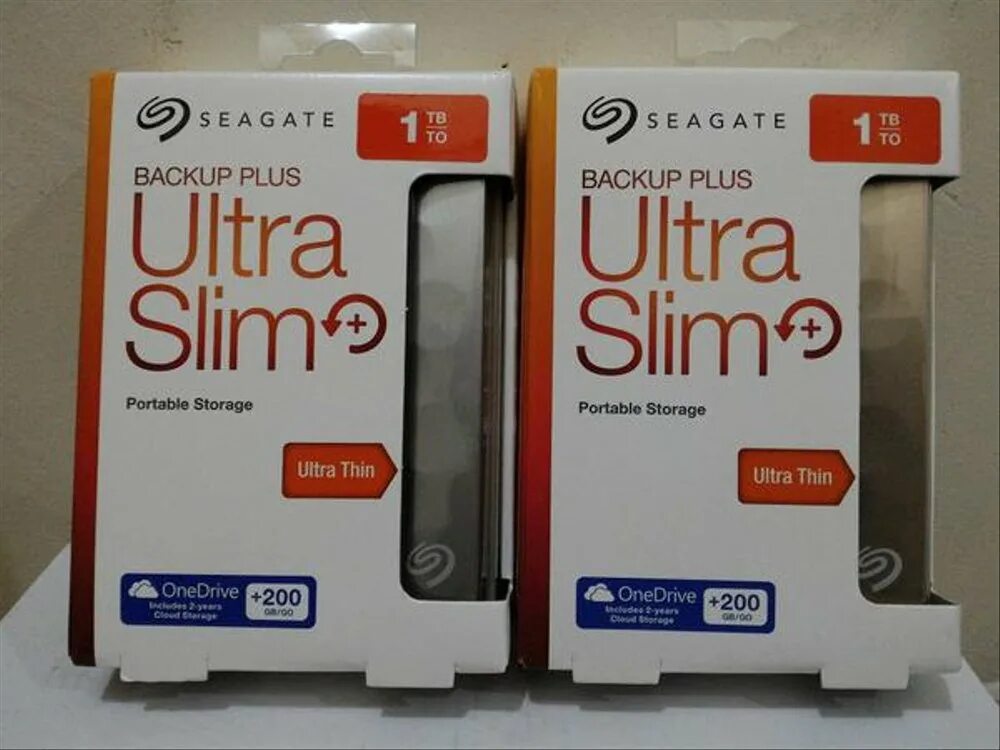 SEAGATE
1 TB
TO
BACKUP PLUS
Ultra
Slim+
Portable Storage
Ultra Thin
OneDrive
Includes 2-years
Cloud Storage
+200
GB/GO
SEAGATE
1 TB
TO
BACKUP PLUS
Ultra
Slim+
Portable Storage
Ultra Thin
OneDrive
Includes 2-years
Cloud Storage
+200
GB/GO